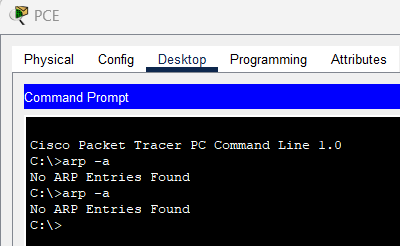 PCE
Physical Config Desktop Programming Attributes
Command Prompt
Cisco Packet Tracer PC Command Line 1.0
C:\>arp -a
No ARP Entries Found
C:\>arp -a
No ARP Entries Found
C:\>